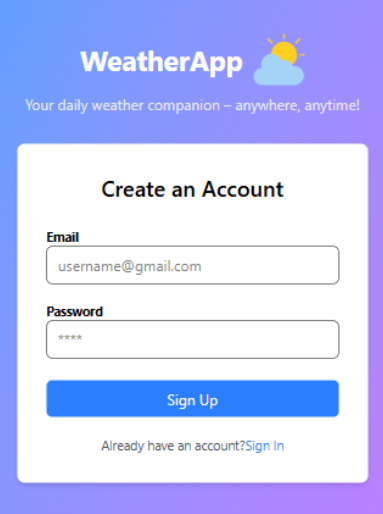 WeatherApp
Your daily weather companion – anywhere, anytime!
Create an Account
Email
username@gmail.com
Password
****
Sign Up
Already have an account?Sign In